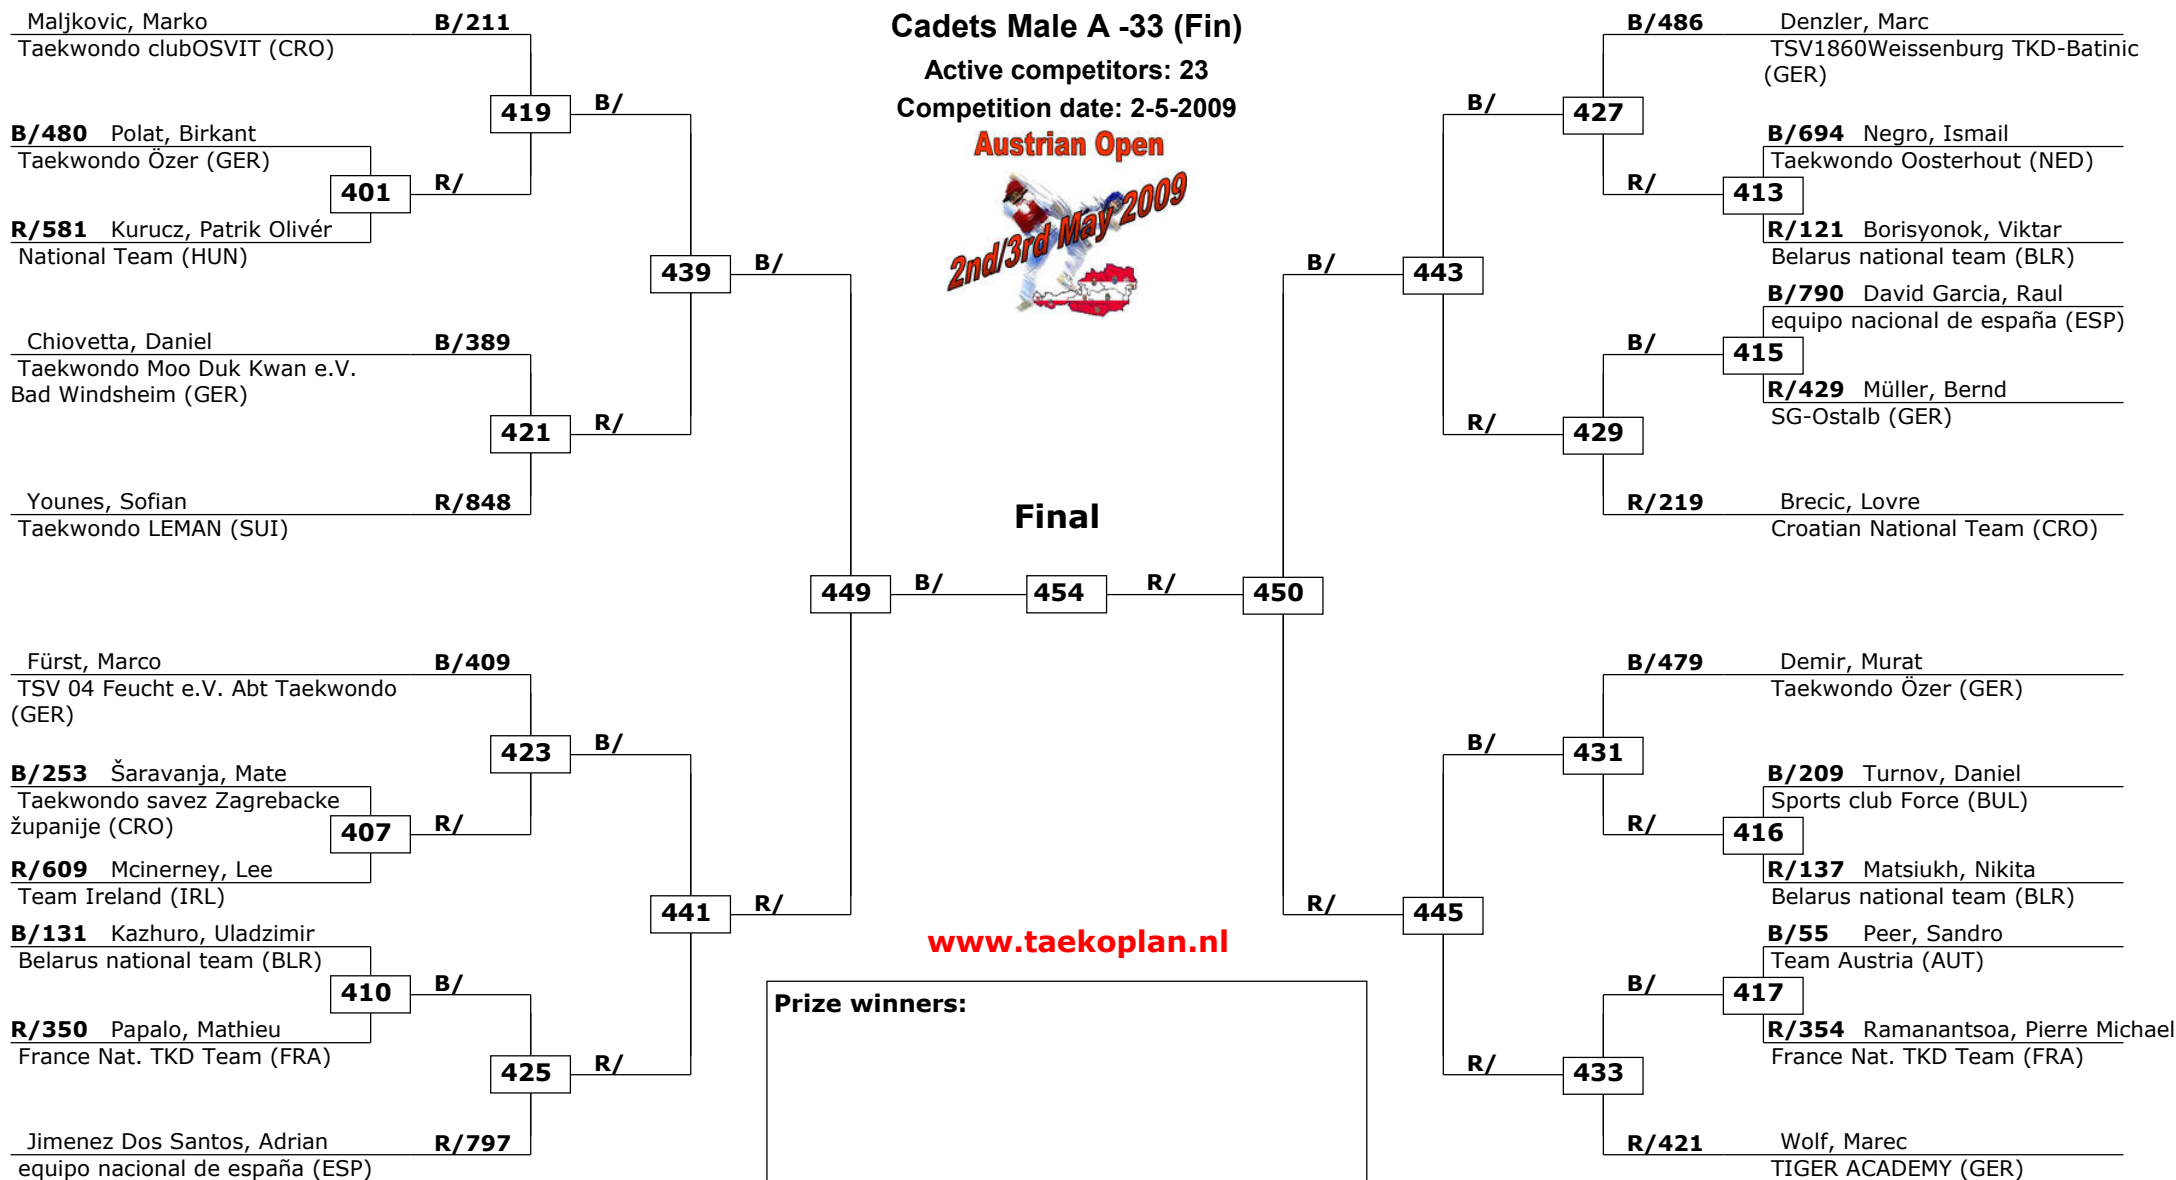 Cadets Male A -33 (Fin)
Active competitors: 23
Competition date: 2-5-2009
Austrian Open
2nd/3rd May 2009
Maljkovic, Marko B/211
Taekwondo clubOSVIT (CRO)
419 B/
B/480 Polat, Birkant
Taekwondo Özer (GER)
401 R/
R/581 Kurucz, Patrik Olivér
National Team (HUN)
439 B/
Chiovetta, Daniel B/389
Taekwondo Moo Duk Kwan e.V.
Bad Windsheim (GER)
421 R/
Younes, Sofian R/848
Taekwondo LEMAN (SUI)
Final
449 B/ 454 R/ 450
Fürst, Marco B/409
TSV 04 Feucht e.V. Abt Taekwondo
(GER)
423 B/
B/253 Šaravanja, Mate
Taekwondo savez Zagrebacke
županije (CRO)
407 R/
R/609 Mcinerney, Lee
Team Ireland (IRL)
441 R/
B/131 Kazhuro, Uladzimir
Belarus national team (BLR)
410 B/
R/350 Papalo, Mathieu
France Nat. TKD Team (FRA)
425 R/
Jimenez Dos Santos, Adrian R/797
equipo nacional de españa (ESP)
B/486 Denzler, Marc
TSV1860Weissenburg TKD-Batinic
(GER)
B/ 427
B/694 Negro, Ismail
Taekwondo Oosterhout (NED)
R/ 413
R/121 Borisyonok, Viktar
Belarus national team (BLR)
B/ 443
B/790 David Garcia, Raul
equipo nacional de españa (ESP)
B/ 415
R/429 Müller, Bernd
SG-Ostalb (GER)
R/ 429
R/219 Brecic, Lovre
Croatian National Team (CRO)
B/479 Demir, Murat
Taekwondo Özer (GER)
B/ 431
B/209 Turnov, Daniel
Sports club Force (BUL)
R/ 416
R/137 Matsiukh, Nikita
Belarus national team (BLR)
R/ 445
B/55 Peer, Sandro
Team Austria (AUT)
B/ 417
R/354 Ramanantsoa, Pierre Michael
France Nat. TKD Team (FRA)
R/ 433
R/421 Wolf, Marec
TIGER ACADEMY (GER)
www.taekoplan.nl
Prize winners: